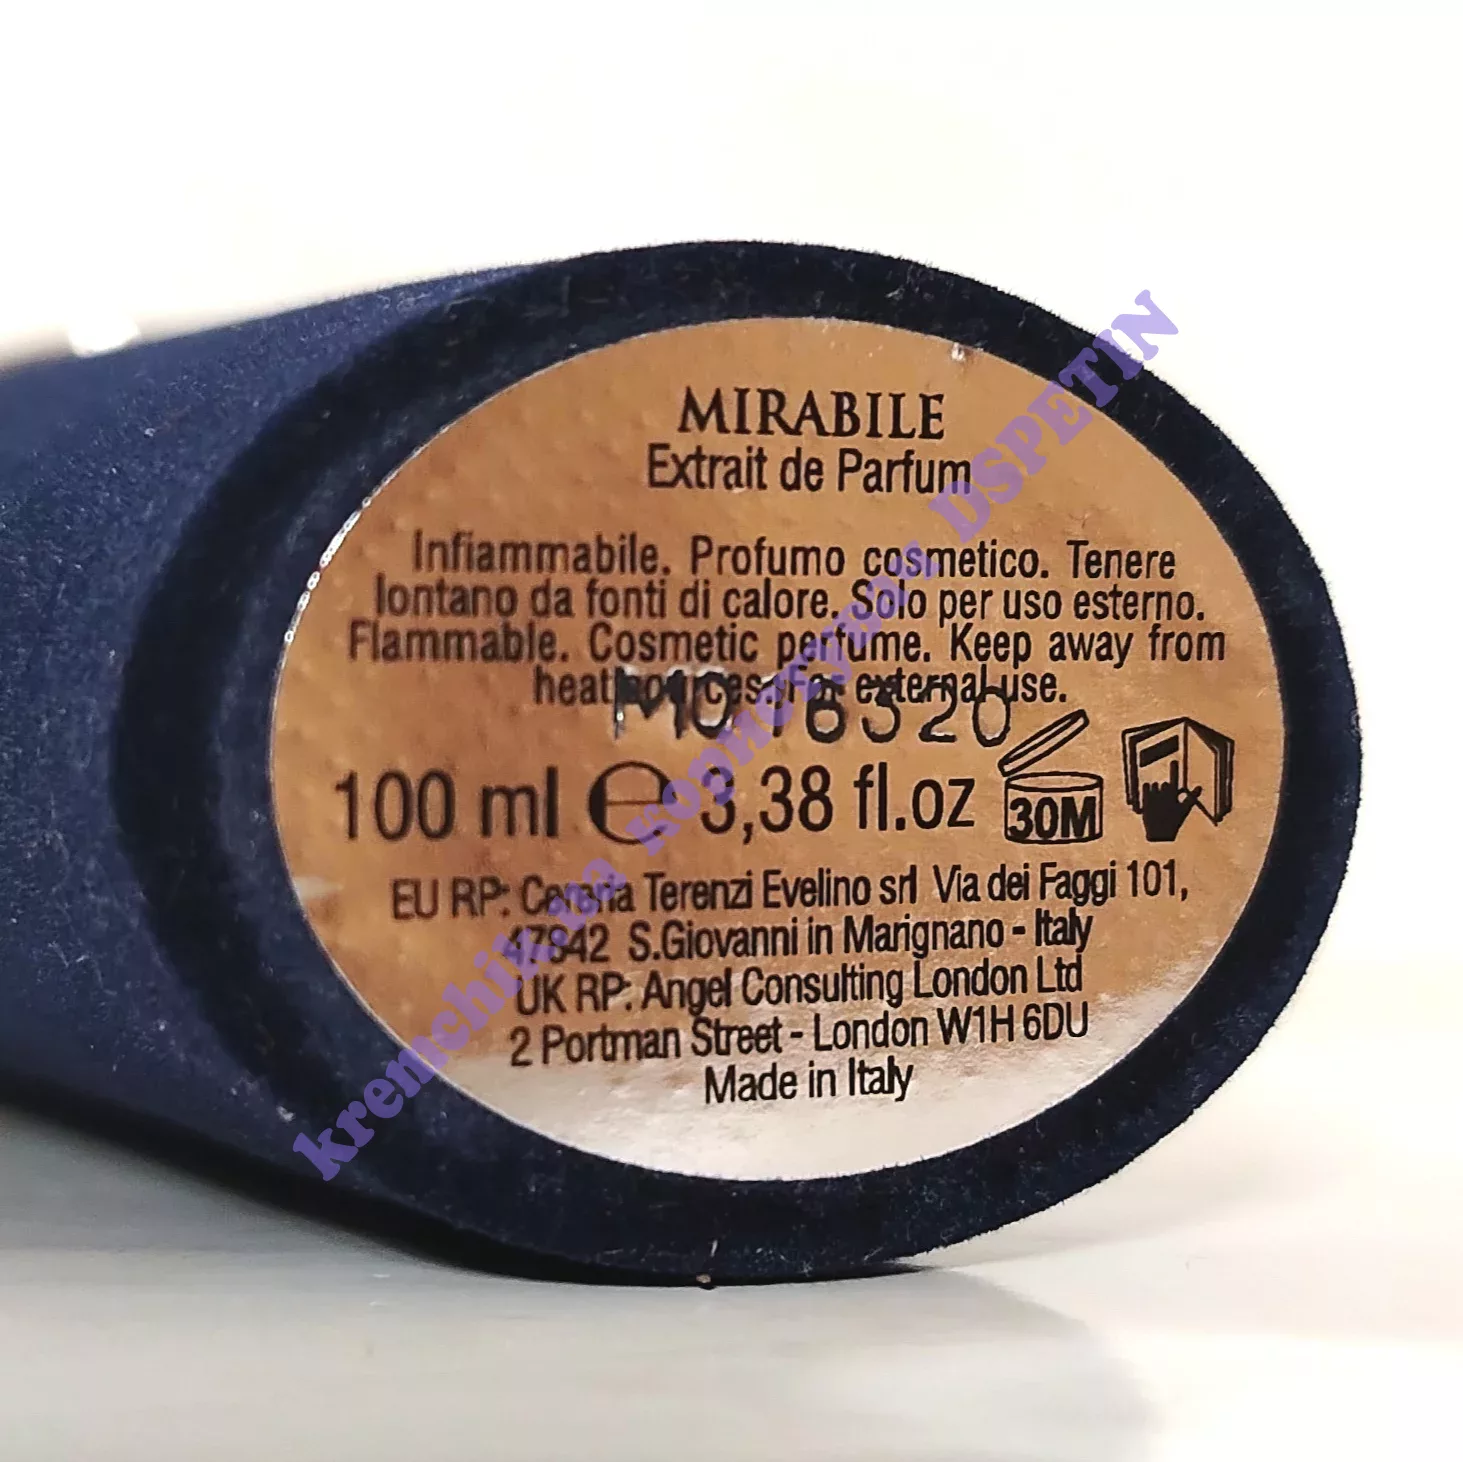 MIRABILE
Extrait de Parfum
Infiammabile. Profumo cosmetico. Tenere
lontano da fonti di calore. Solo per uso esterno.
Flammable. Cosmetic perfume. Keep away from
heat sources. For external use.
100 ml ℮ 3,38 fl.oz 30M
EU RP: Cereria Terenzi Evelino srl Via dei Faggi 101,
47842 S.Giovanni in Marignano - Italy
UK RP: Angel Consulting London Ltd
2 Portman Street - London W1H 6DU
Made in Italy
DSPETIN